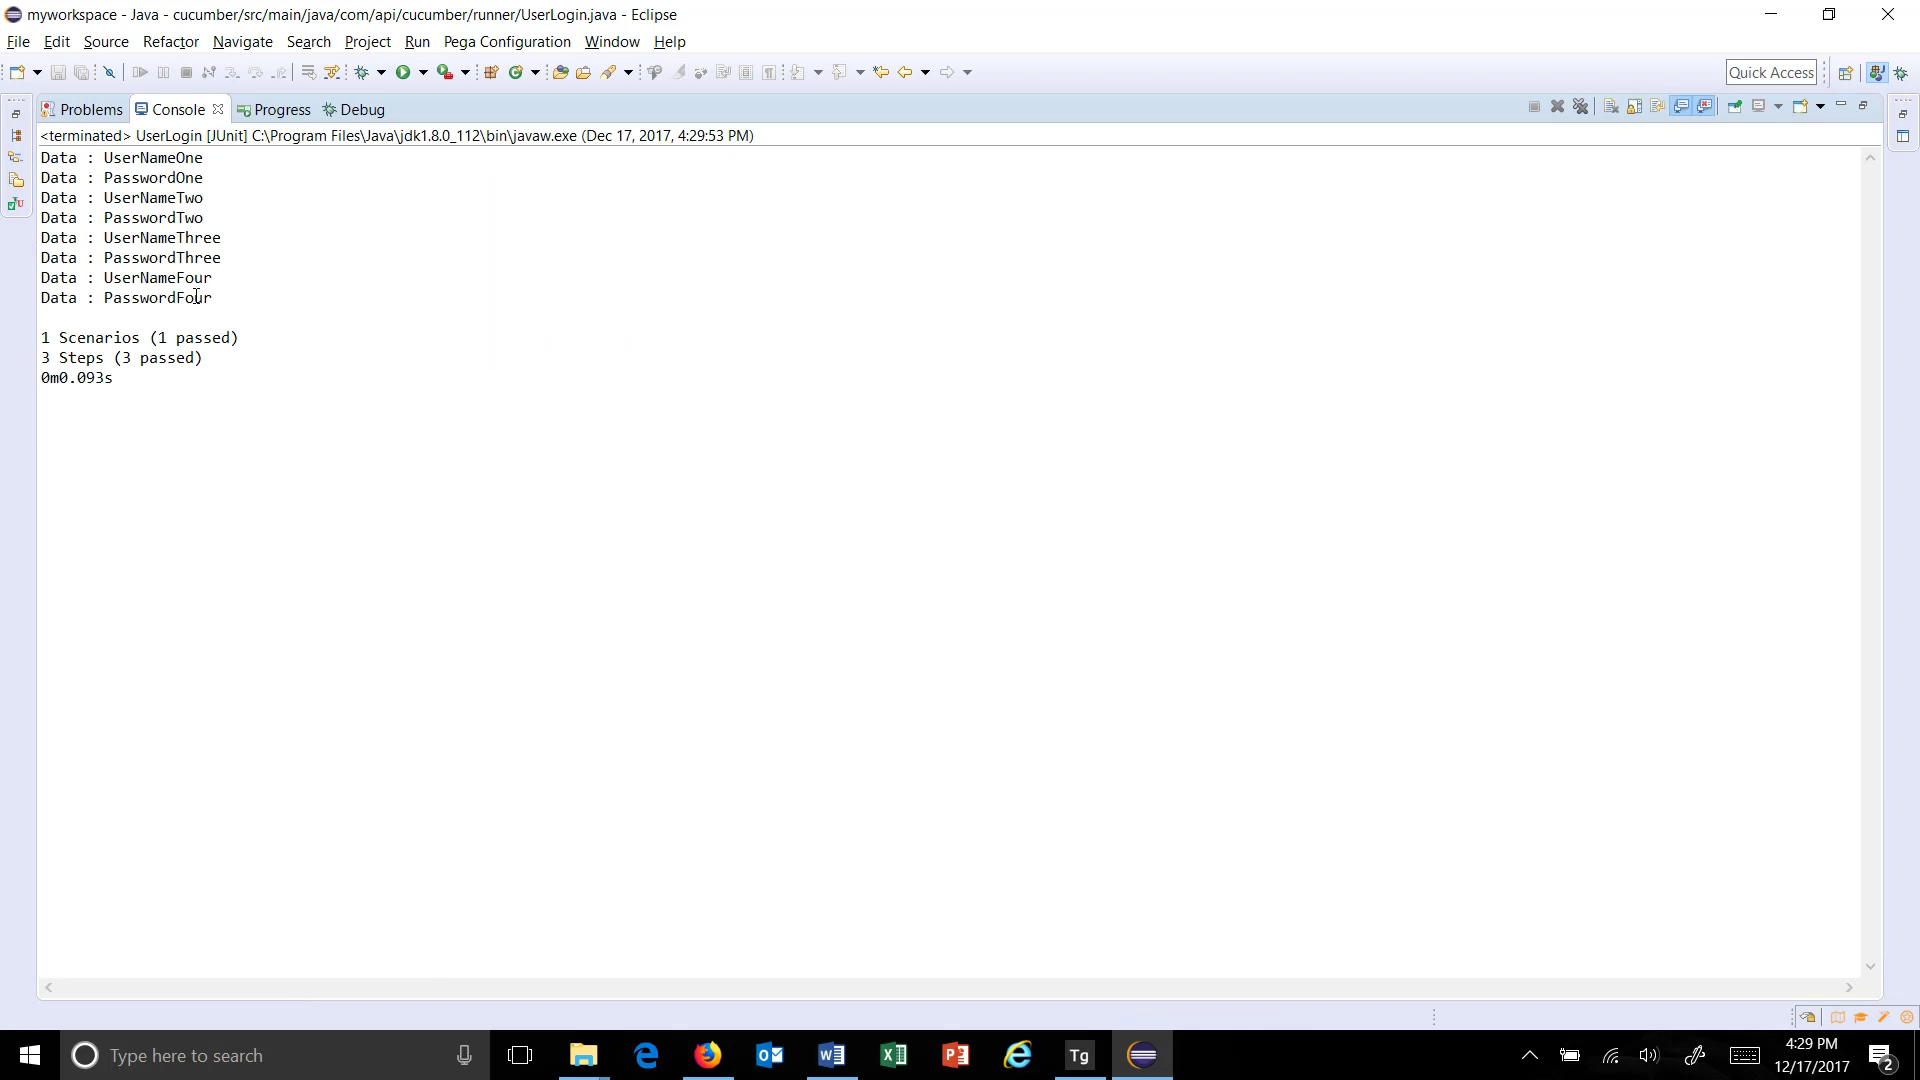 myworkspace - Java - cucumber/src/main/java/com/api/cucumber/runner/UserLogin.java - Eclipse
File Edit Source Refactor Navigate Search Project Run Pega Configuration Window Help
Quick Access
Problems Console Progress Debug
<terminated> UserLogin [JUnit] C:\Program Files\Java\jdk1.8.0_112\bin\javaw.exe (Dec 17, 2017, 4:29:53 PM)
Data : UserNameOne
Data : PasswordOne
Data : UserNameTwo
Data : PasswordTwo
Data : UserNameThree
Data : PasswordThree
Data : UserNameFour
Data : PasswordFour
1 Scenarios (1 passed)
3 Steps (3 passed)
0m0.093s
Type here to search
Tg
4:29 PM
12/17/2017
2